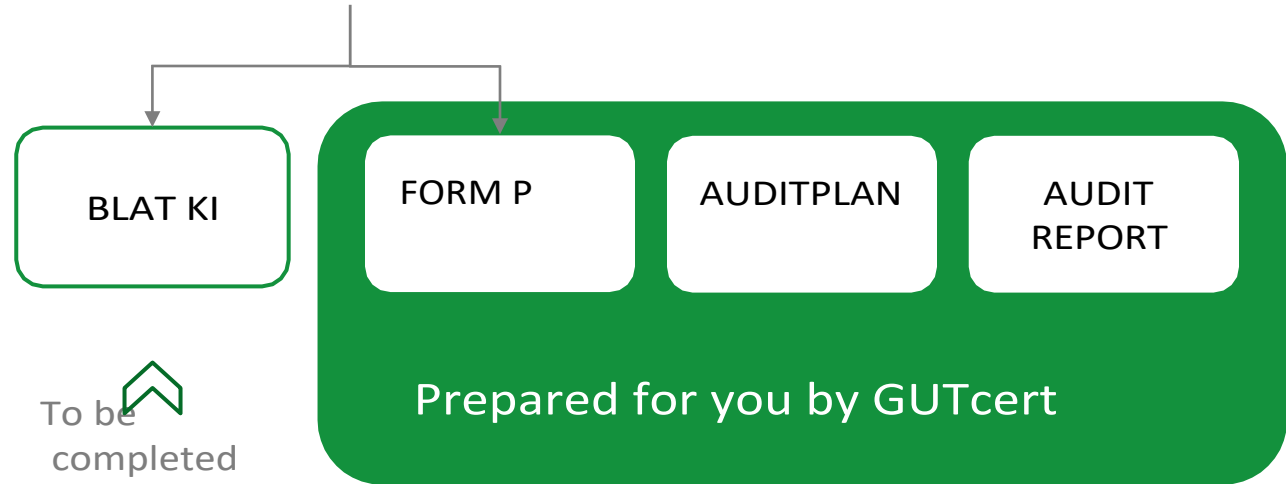 BLAT KI
FORM P
AUDITPLAN
AUDIT
REPORT
To be
completed
Prepared for you by GUTcert